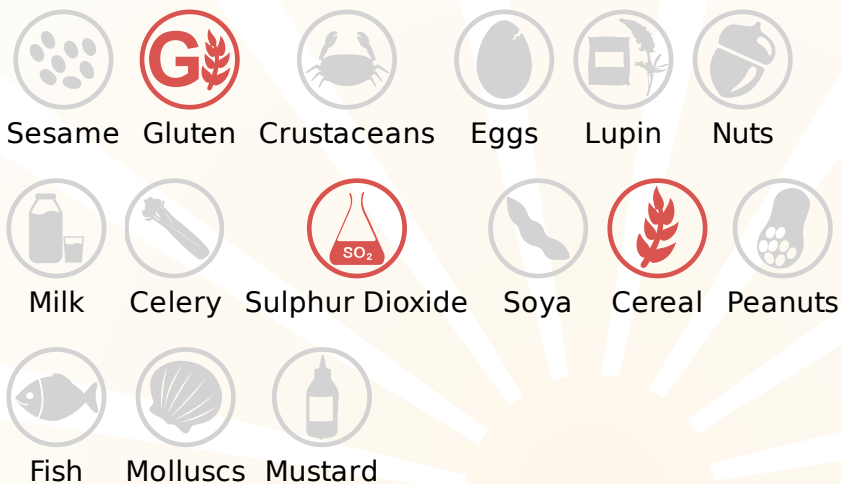 G
Sesame Gluten Crustaceans Eggs Lupin Nuts
SO₂
Milk Celery Sulphur Dioxide Soya Cereal Peanuts
Fish Molluscs Mustard